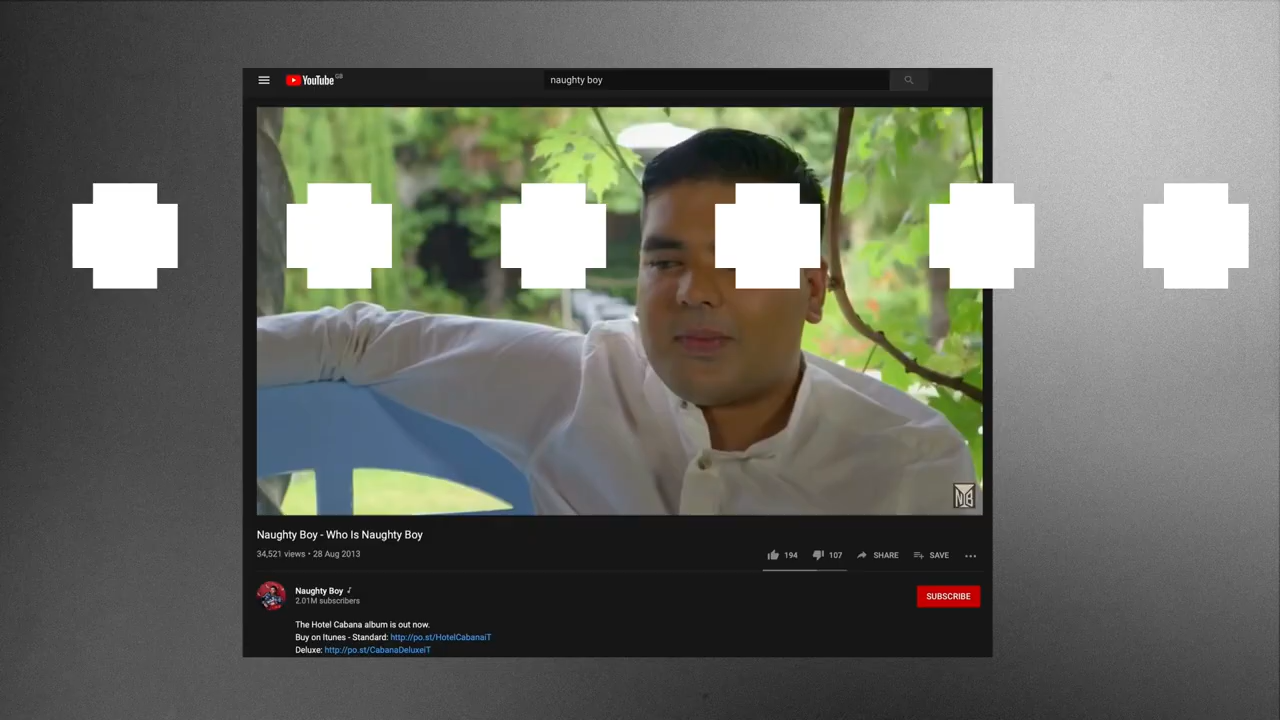 YouTube GB
naughty boy
NB
Naughty Boy - Who Is Naughty Boy
34,521 views • 28 Aug 2013
194 107 SHARE SAVE
Naughty Boy
2.01M subscribers
SUBSCRIBE
The Hotel Cabana album is out now.
Buy on Itunes - Standard: http://po.st/HotelCabanaiT
Deluxe: http://po.st/CabanaDeluxeiT